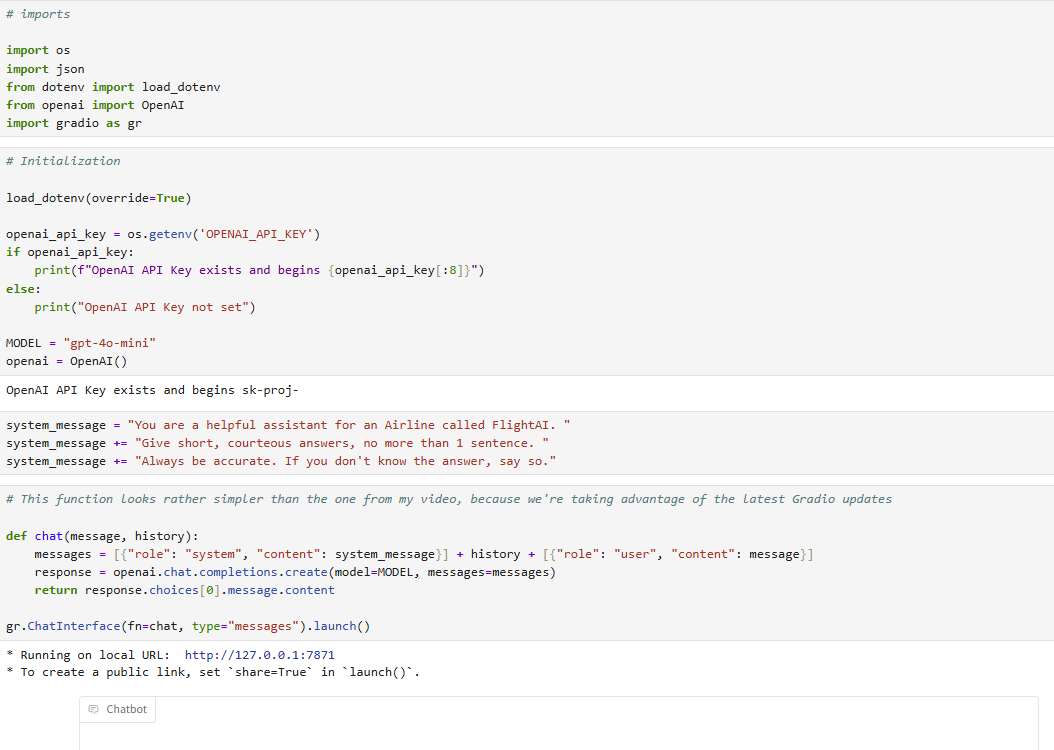 # imports
import os
import json
from dotenv import load_dotenv
from openai import OpenAI
import gradio as gr
# Initialization
load_dotenv(override=True)
openai_api_key = os.getenv('OPENAI_API_KEY')
if openai_api_key:
    print(f"OpenAI API Key exists and begins {openai_api_key[:8]}")
else:
    print("OpenAI API Key not set")
MODEL = "gpt-4o-mini"
openai = OpenAI()
OpenAI API Key exists and begins sk-proj-
system_message = "You are a helpful assistant for an Airline called FlightAI. "
system_message += "Give short, courteous answers, no more than 1 sentence. "
system_message += "Always be accurate. If you don't know the answer, say so."
# This function looks rather simpler than the one from my video, because we're taking advantage of the latest Gradio updates
def chat(message, history):
    messages = [{"role": "system", "content": system_message}] + history + [{"role": "user", "content": message}]
    response = openai.chat.completions.create(model=MODEL, messages=messages)
    return response.choices[0].message.content
gr.ChatInterface(fn=chat, type="messages").launch()
* Running on local URL:  http://127.0.0.1:7871
* To create a public link, set `share=True` in `launch()`.
Chatbot